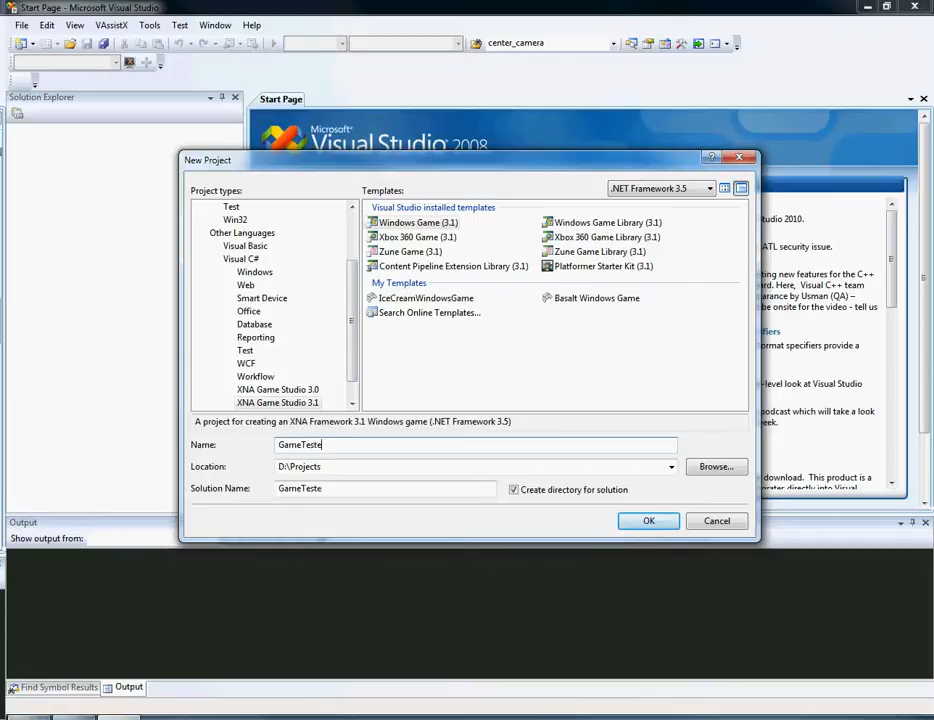 Start Page - Microsoft Visual Studio
File Edit View VAssistX Tools Test Window Help
center_camera
Solution Explorer
Start Page
Microsoft
Visual Studio 2008
New Project
Project types:
Templates:
.NET Framework 3.5
Test
Win32
Other Languages
Visual Basic
Visual C#
Windows
Web
Smart Device
Office
Database
Reporting
Test
WCF
Workflow
XNA Game Studio 3.0
XNA Game Studio 3.1
Visual Studio installed templates
Windows Game (3.1)
Windows Game Library (3.1)
Xbox 360 Game (3.1)
Xbox 360 Game Library (3.1)
Zune Game (3.1)
Zune Game Library (3.1)
Content Pipeline Extension Library (3.1)
Platformer Starter Kit (3.1)
My Templates
IceCreamWindowsGame
Basalt Windows Game
Search Online Templates...
A project for creating an XNA Framework 3.1 Windows game (.NET Framework 3.5)
Name:
GameTeste
Location:
D:\Projects
Browse...
Solution Name:
GameTeste
Create directory for solution
OK
Cancel
tudio 2010.
ATL security issue.
ting new features for the C++
ard. Here, Visual C++ team
arance by Usman (QA) –
be onsite for the video - tell us
ifiers
ormat specifiers provide a
-level look at Visual Studio
podcast which will take a look
ember.
download. This product is a
Output
Show output from:
Find Symbol Results
Output